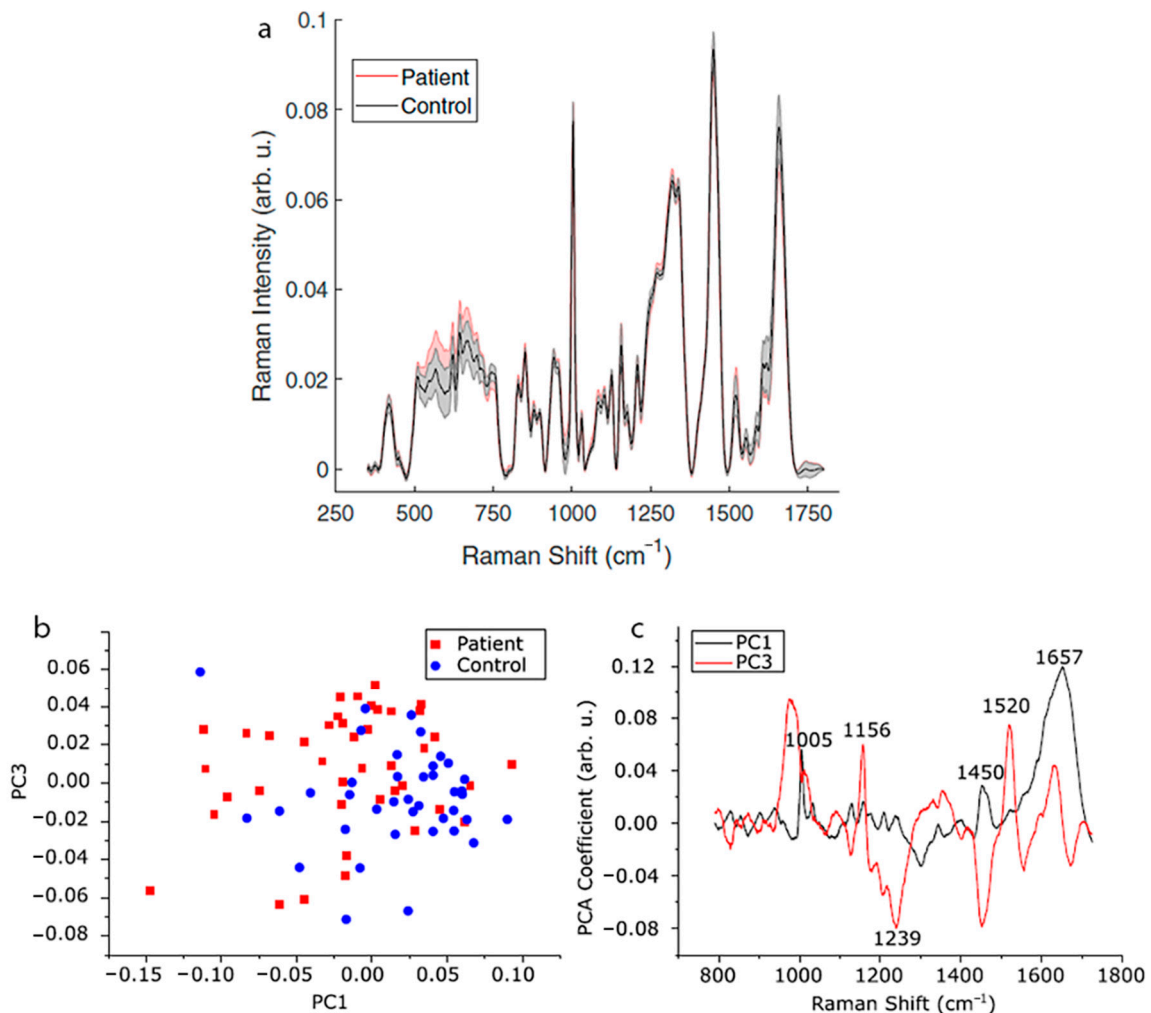 a
0.1
0.08
0.06
0.04
0.02
0
Raman Intensity (arb. u.)
Patient
Control
250 500 750 1000 1250 1500 1750
Raman Shift (cm⁻¹)
b
PC3
0.06
0.04
0.02
0.00
−0.02
−0.04
−0.06
−0.08
Patient
Control
−0.15 −0.10 −0.05 0.00 0.05 0.10
PC1
c
PCA Coefficient (arb. u.)
0.12
0.08
0.04
0.00
−0.04
−0.08
PC1
PC3
1005
1156
1239
1450
1520
1657
800 1000 1200 1400 1600 1800
Raman Shift (cm⁻¹)